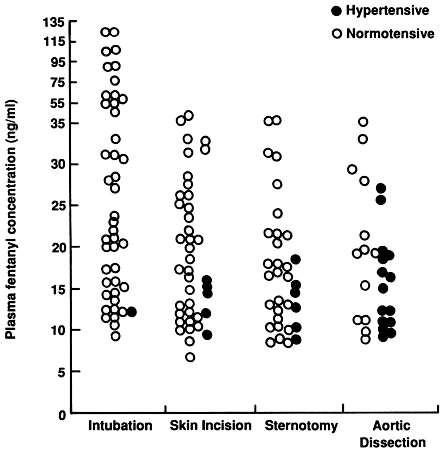 Hypertensive
Normotensive
Plasma fentanyl concentration (ng/ml)
135
115
95
75
55
35
30
25
20
15
10
5
0
Intubation
Skin Incision
Sternotomy
Aortic
Dissection